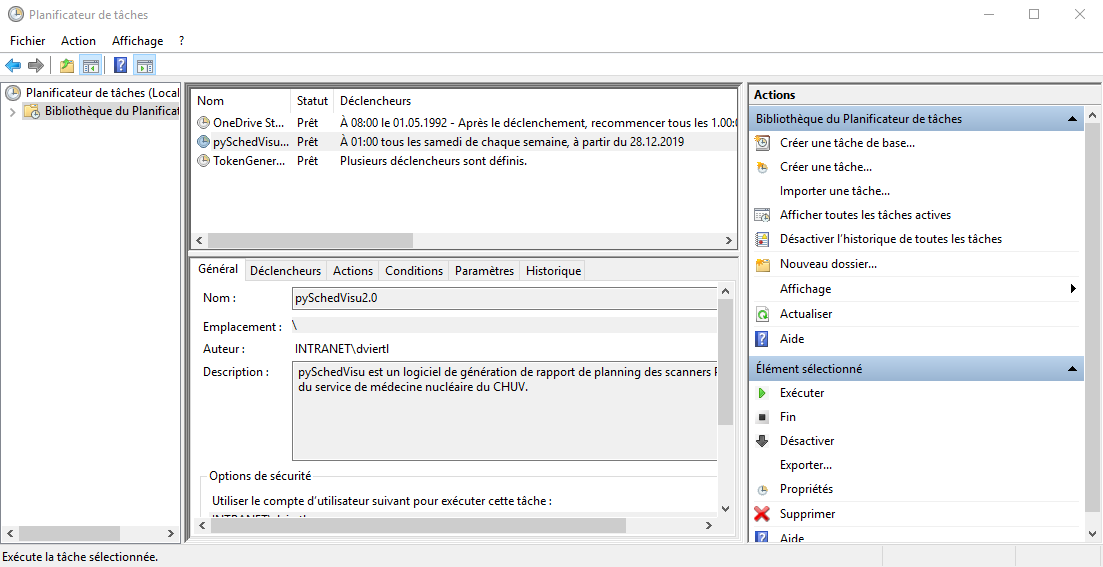 Planificateur de tâches
Fichier Action Affichage ?
Planificateur de tâches (Local
Bibliothèque du Planificat
Nom Statut Déclencheurs
OneDrive St... Prêt À 08:00 le 01.05.1992 - Après le déclenchement, recommencer tous les 1.00:0
pySchedVisu... Prêt À 01:00 tous les samedi de chaque semaine, à partir du 28.12.2019
TokenGener... Prêt Plusieurs déclencheurs sont définis.
Général Déclencheurs Actions Conditions Paramètres Historique
Nom : pySchedVisu2.0
Emplacement : \
Auteur : INTRANET\dviertl
Description : pySchedVisu est un logiciel de génération de rapport de planning des scanners
du service de médecine nucléaire du CHUV.
Options de sécurité
Utiliser le compte d'utilisateur suivant pour exécuter cette tâche :
Actions
Bibliothèque du Planificateur de tâches
Créer une tâche de base...
Créer une tâche...
Importer une tâche...
Afficher toutes les tâches actives
Désactiver l'historique de toutes les tâches
Nouveau dossier...
Affichage
Actualiser
Aide
Élément sélectionné
Exécuter
Fin
Désactiver
Exporter...
Propriétés
Supprimer
Aide
Exécute la tâche sélectionnée.